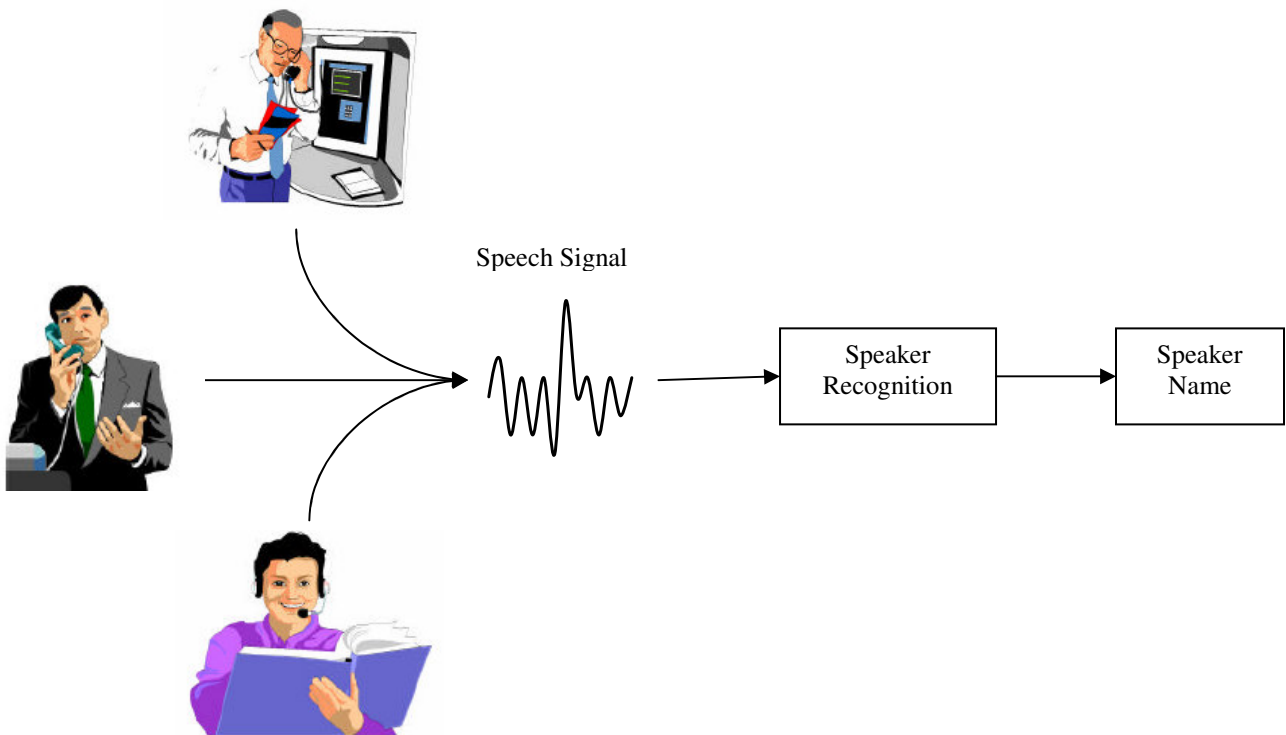 Speech Signal
Speaker
Recognition
Speaker
Name